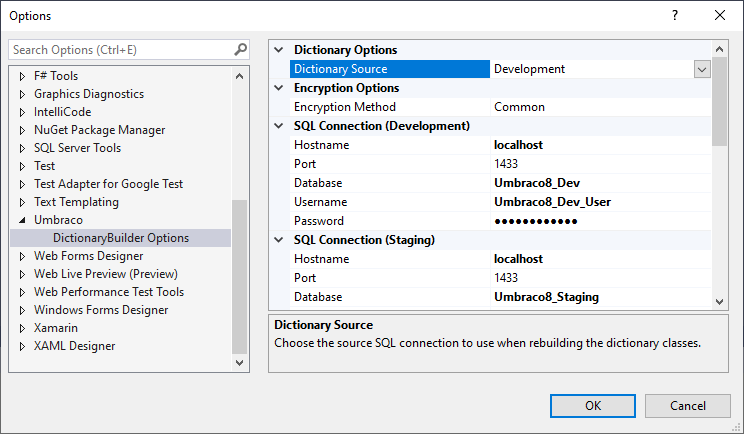 Options
Search Options (Ctrl+E)
F# Tools
Graphics Diagnostics
IntelliCode
NuGet Package Manager
SQL Server Tools
Test
Test Adapter for Google Test
Text Templating
Umbraco
DictionaryBuilder Options
Web Forms Designer
Web Live Preview (Preview)
Web Performance Test Tools
Windows Forms Designer
Xamarin
XAML Designer
Dictionary Options
Dictionary Source Development
Encryption Options
Encryption Method Common
SQL Connection (Development)
Hostname localhost
Port 1433
Database Umbraco8_Dev
Username Umbraco8_Dev_User
Password ●●●●●●●●●●●●
SQL Connection (Staging)
Hostname localhost
Port 1433
Database Umbraco8_Staging
Dictionary Source
Choose the source SQL connection to use when rebuilding the dictionary classes.
OK Cancel